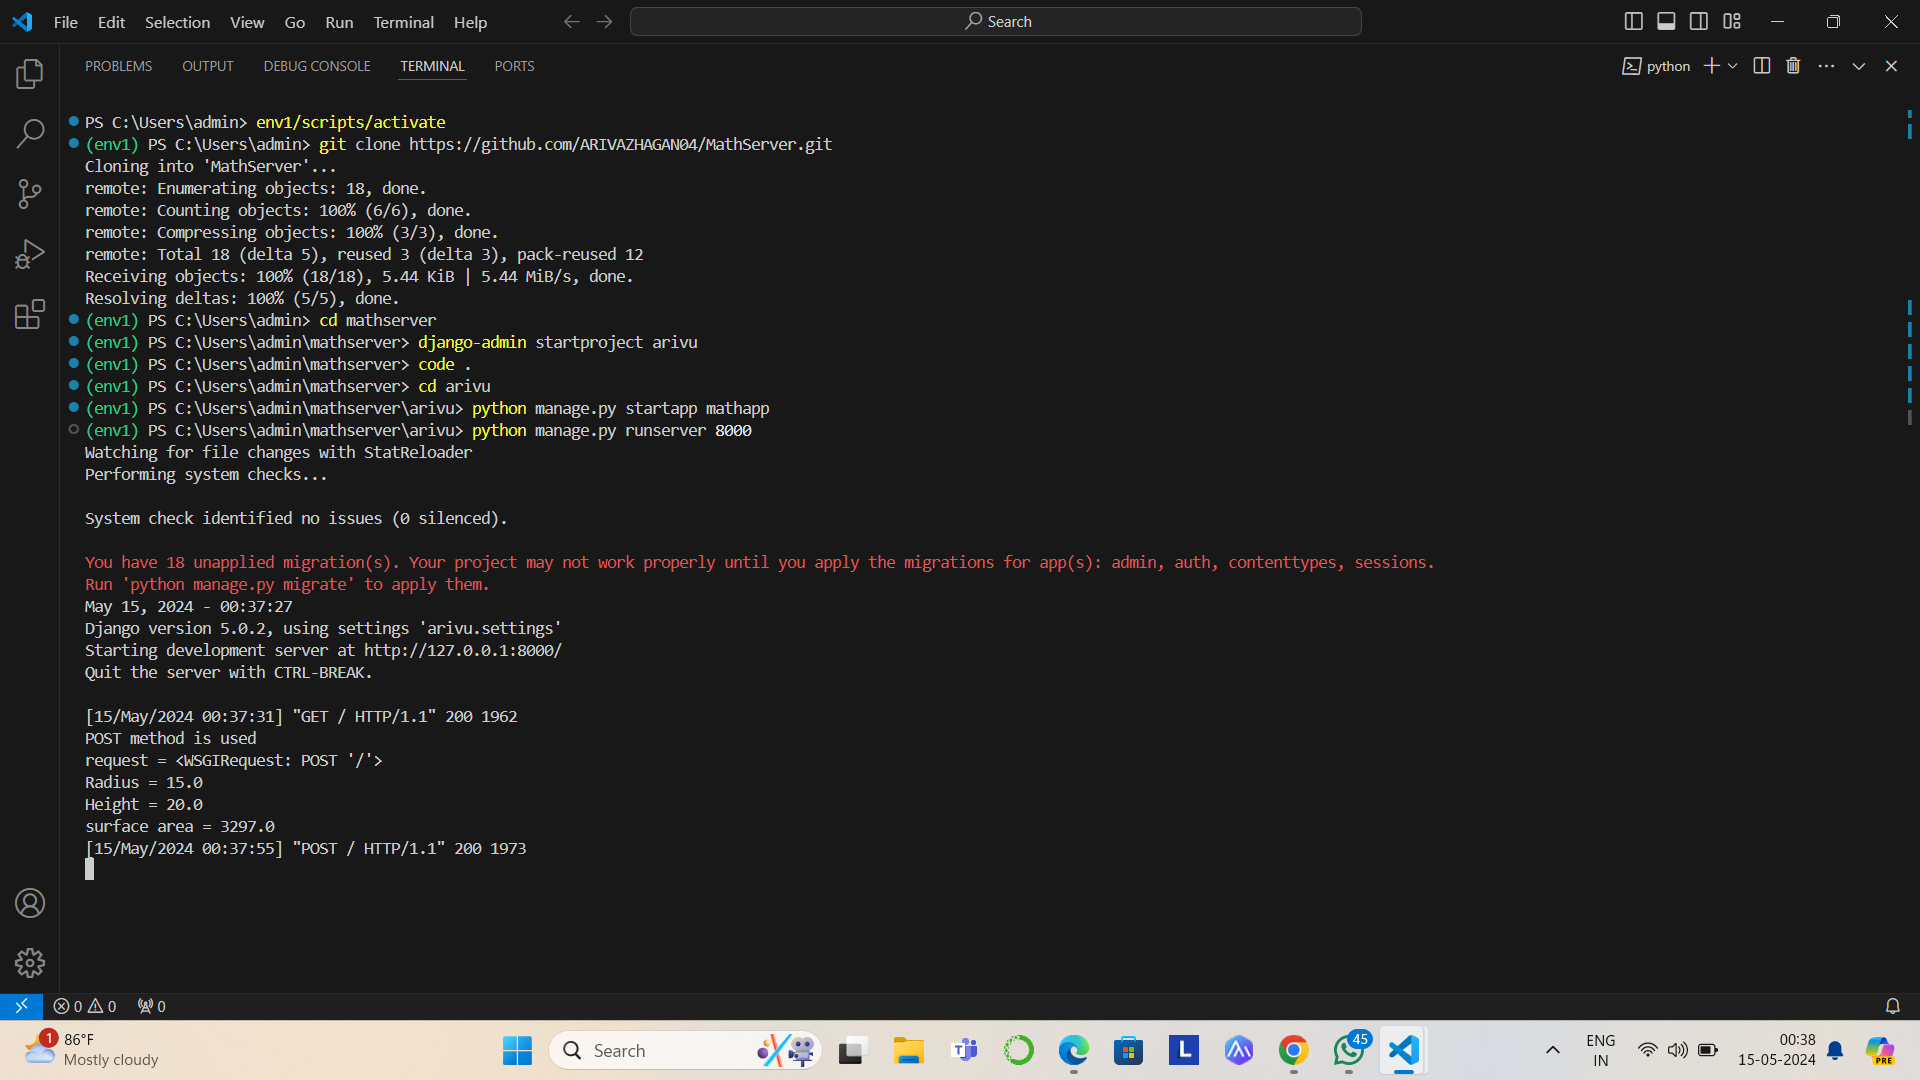 File Edit Selection View Go Run Terminal Help Search
PROBLEMS OUTPUT DEBUG CONSOLE TERMINAL PORTS python
PS C:\Users\admin> env1/scripts/activate
(env1) PS C:\Users\admin> git clone https://github.com/ARIVAZHAGAN04/MathServer.git
Cloning into 'MathServer'...
remote: Enumerating objects: 18, done.
remote: Counting objects: 100% (6/6), done.
remote: Compressing objects: 100% (3/3), done.
remote: Total 18 (delta 5), reused 3 (delta 3), pack-reused 12
Receiving objects: 100% (18/18), 5.44 KiB | 5.44 MiB/s, done.
Resolving deltas: 100% (5/5), done.
(env1) PS C:\Users\admin> cd mathserver
(env1) PS C:\Users\admin\mathserver> django-admin startproject arivu
(env1) PS C:\Users\admin\mathserver> code .
(env1) PS C:\Users\admin\mathserver> cd arivu
(env1) PS C:\Users\admin\mathserver\arivu> python manage.py startapp mathapp
(env1) PS C:\Users\admin\mathserver\arivu> python manage.py runserver 8000
Watching for file changes with StatReloader
Performing system checks...
System check identified no issues (0 silenced).
You have 18 unapplied migration(s). Your project may not work properly until you apply the migrations for app(s): admin, auth, contenttypes, sessions.
Run 'python manage.py migrate' to apply them.
May 15, 2024 - 00:37:27
Django version 5.0.2, using settings 'arivu.settings'
Starting development server at http://127.0.0.1:8000/
Quit the server with CTRL-BREAK.
[15/May/2024 00:37:31] "GET / HTTP/1.1" 200 1962
POST method is used
request = <WSGIRequest: POST '/'>
Radius = 15.0
Height = 20.0
surface area = 3297.0
[15/May/2024 00:37:55] "POST / HTTP/1.1" 200 1973
0 0 0
1 86°F
Mostly cloudy
Search
T
L
45
ENG
IN
00:38
15-05-2024
PRE